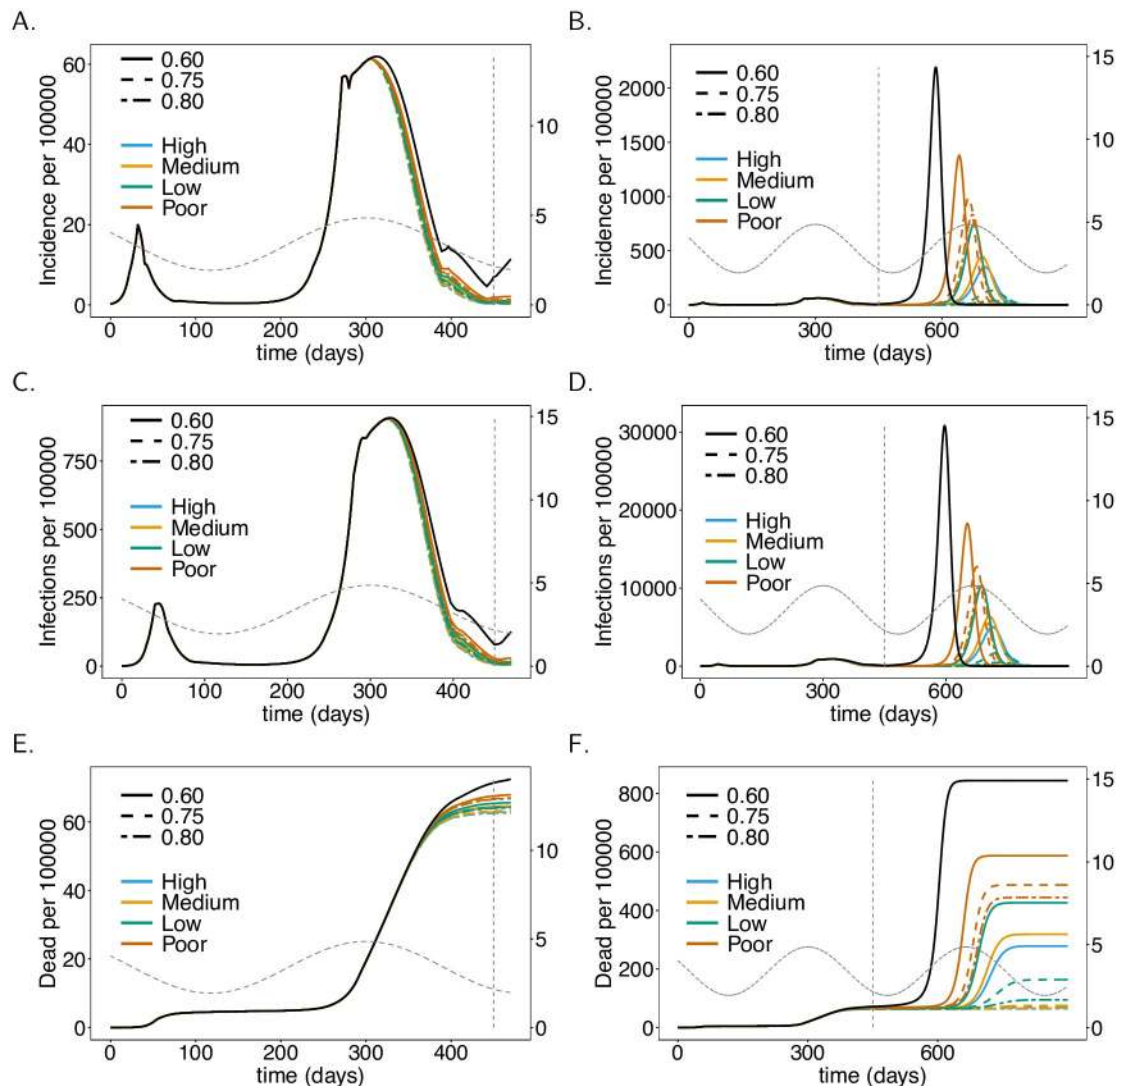 A.
Incidence per 100000
60
40
20
0
0.60
0.75
0.80
High
Medium
Low
Poor
10
5
0
0 100 200 300 400
time (days)
B.
Incidence per 100000
2000
1500
1000
500
0
0.60
0.75
0.80
High
Medium
Low
Poor
15
10
5
0
0 300 600
time (days)
C.
Infections per 100000
750
500
250
0
0.60
0.75
0.80
High
Medium
Low
Poor
15
10
5
0
0 100 200 300 400
time (days)
D.
Infections per 100000
30000
20000
10000
0
0.60
0.75
0.80
High
Medium
Low
Poor
15
10
5
0
0 300 600
time (days)
E.
Dead per 100000
60
40
20
0
0.60
0.75
0.80
High
Medium
Low
Poor
10
5
0
0 100 200 300 400
time (days)
F.
Dead per 100000
800
600
400
200
0
0.60
0.75
0.80
High
Medium
Low
Poor
15
10
5
0
0 300 600
time (days)